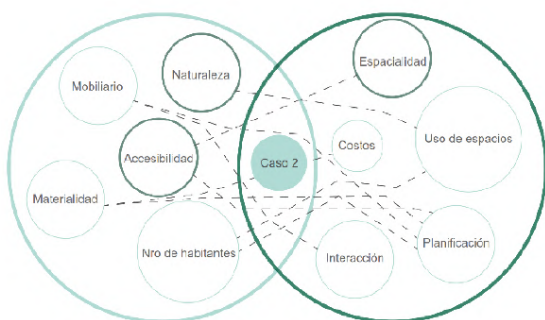 Naturaleza
Espacialidad
Mobiliario
Uso de espacios
Costos
Accesibilidad
Caso 2
Materialidad
Nro de habitantes
Interacción
Planificación